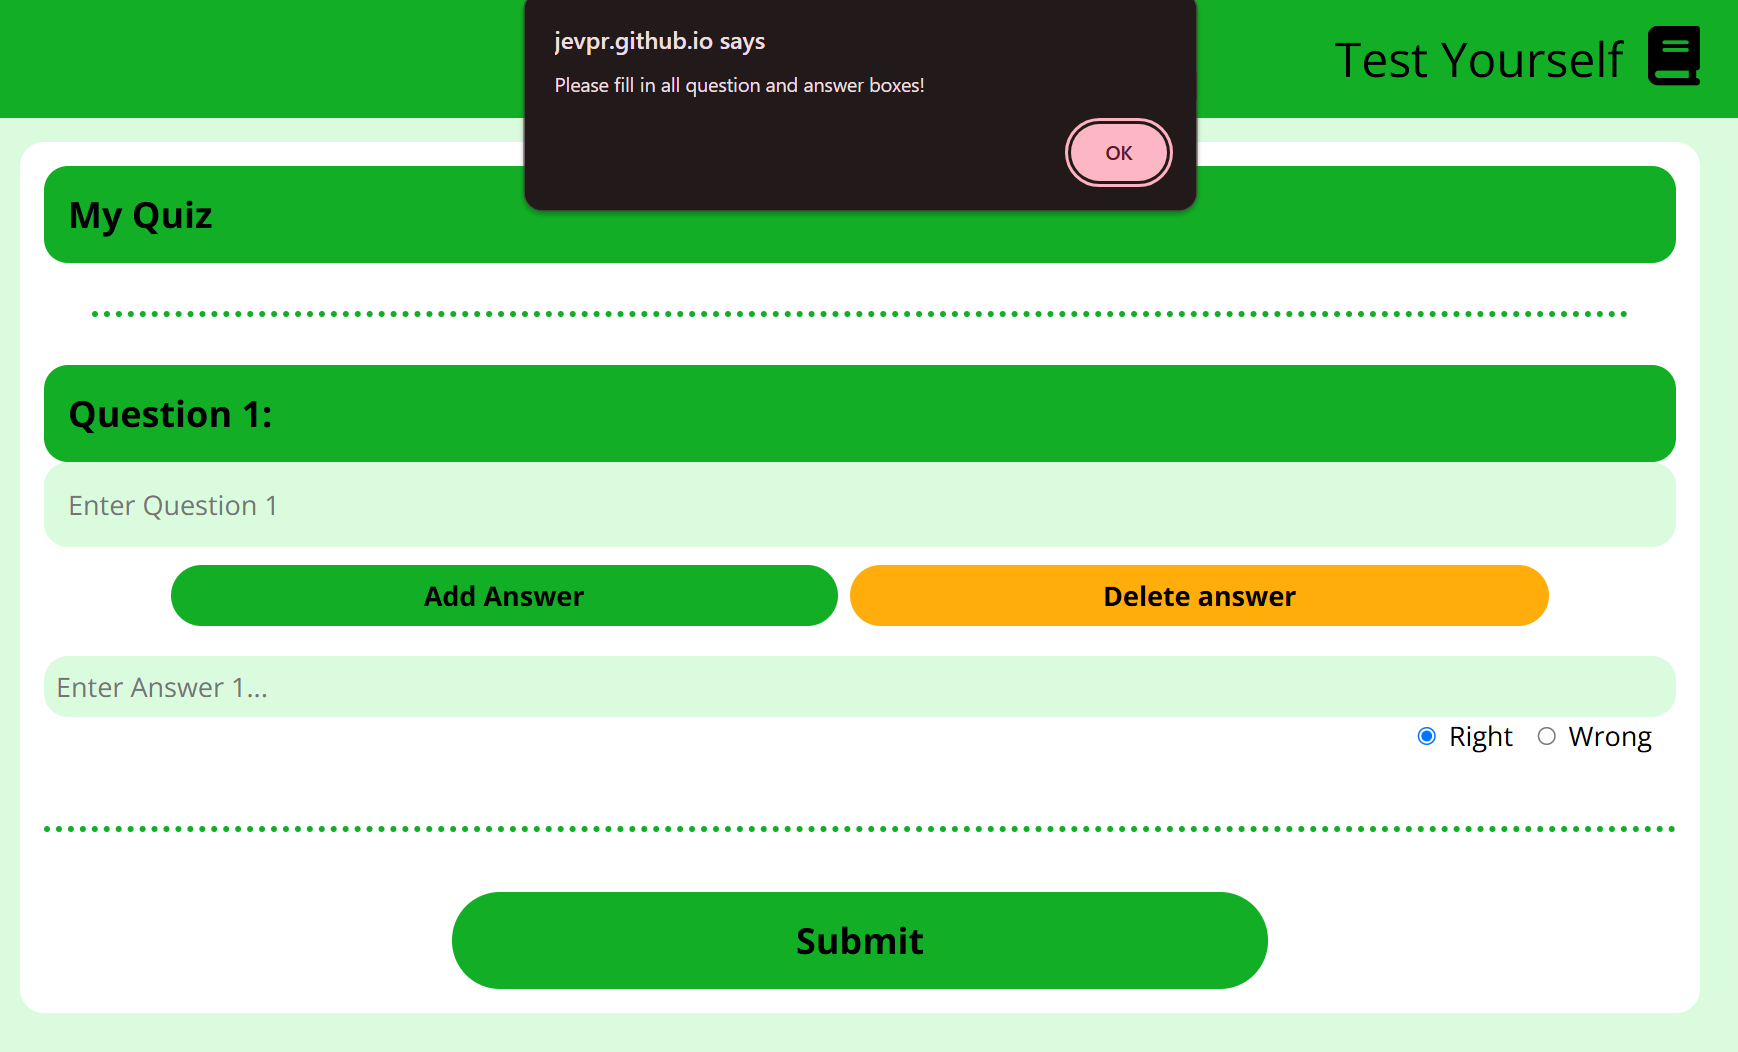 jevpr.github.io says
Please fill in all question and answer boxes!
OK
Test Yourself
My Quiz
Question 1:
Enter Question 1
Add Answer
Delete answer
Enter Answer 1...
Right
Wrong
Submit